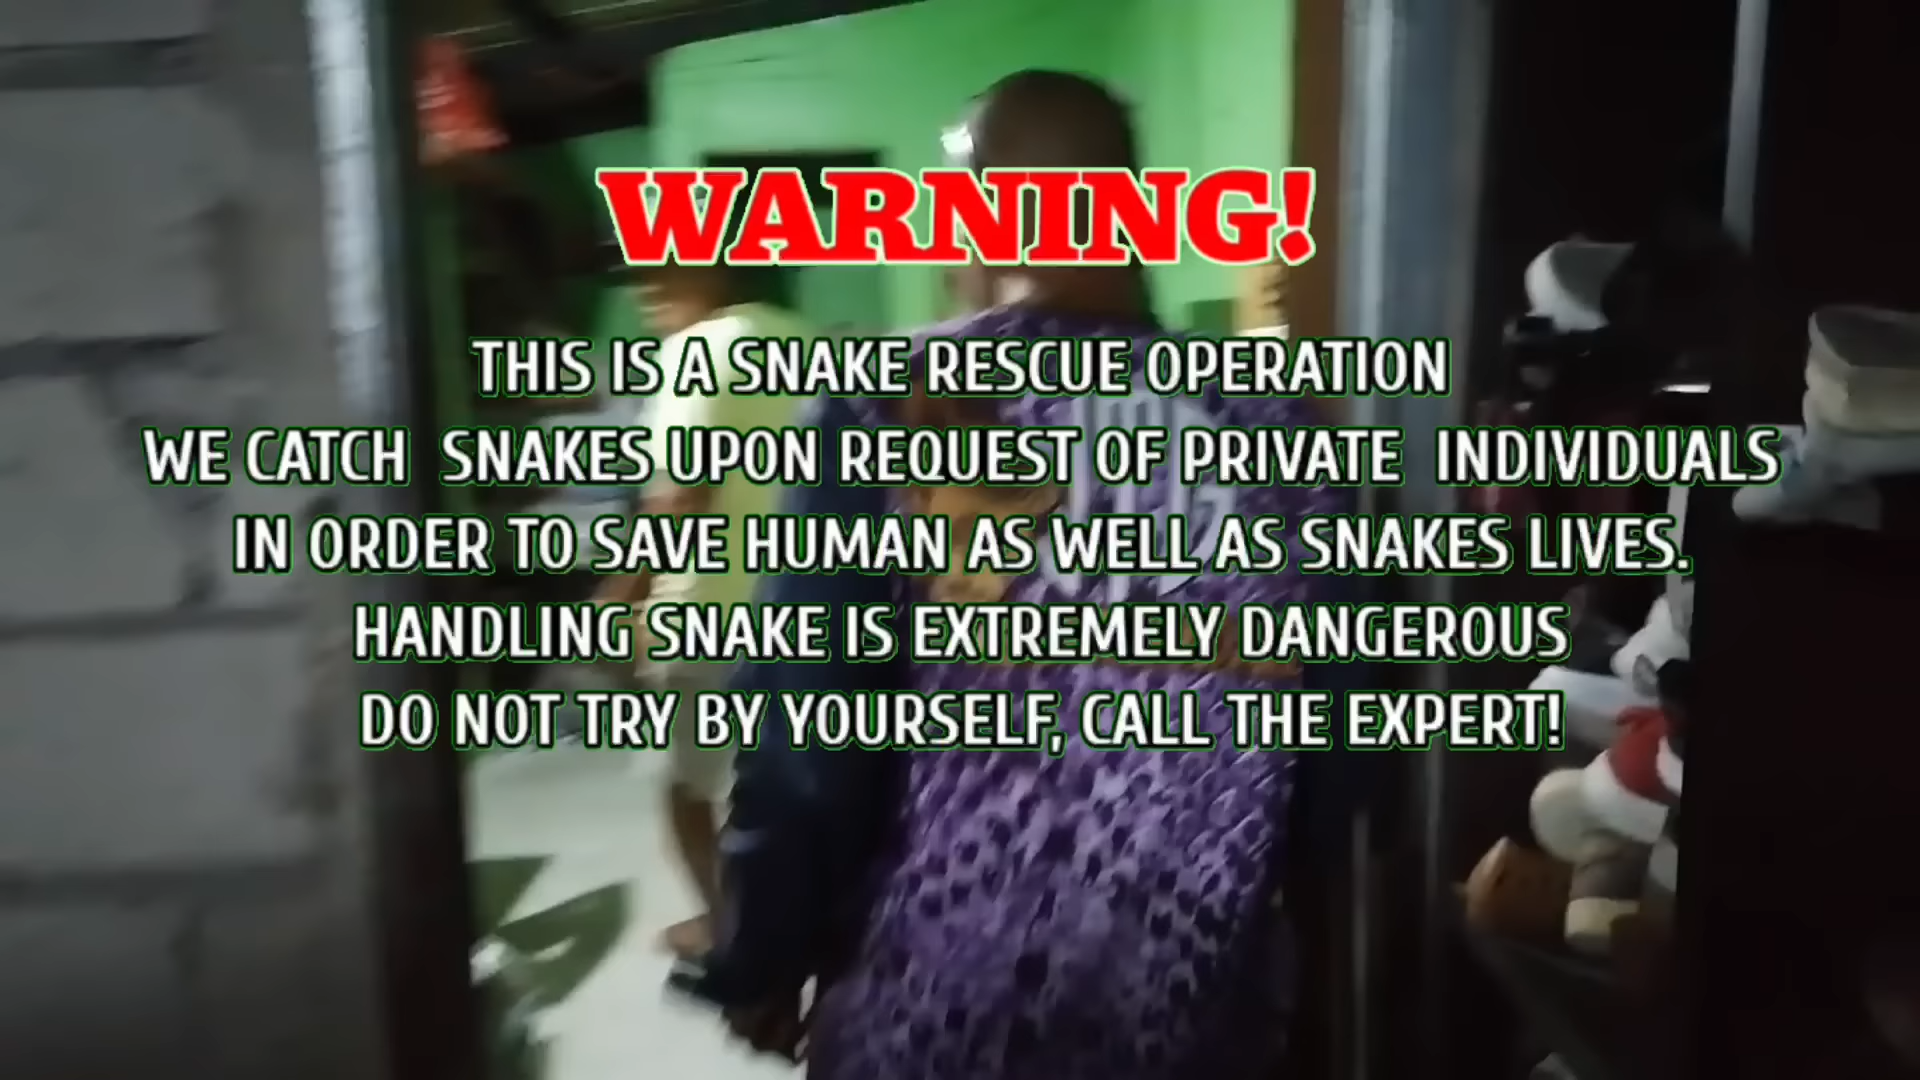 WARNING!
THIS IS A SNAKE RESCUE OPERATION
WE CATCH  SNAKES UPON REQUEST OF PRIVATE  INDIVIDUALS
IN ORDER TO SAVE HUMAN AS WELL AS SNAKES LIVES.
HANDLING SNAKE IS EXTREMELY DANGEROUS
DO NOT TRY BY YOURSELF, CALL THE EXPERT!